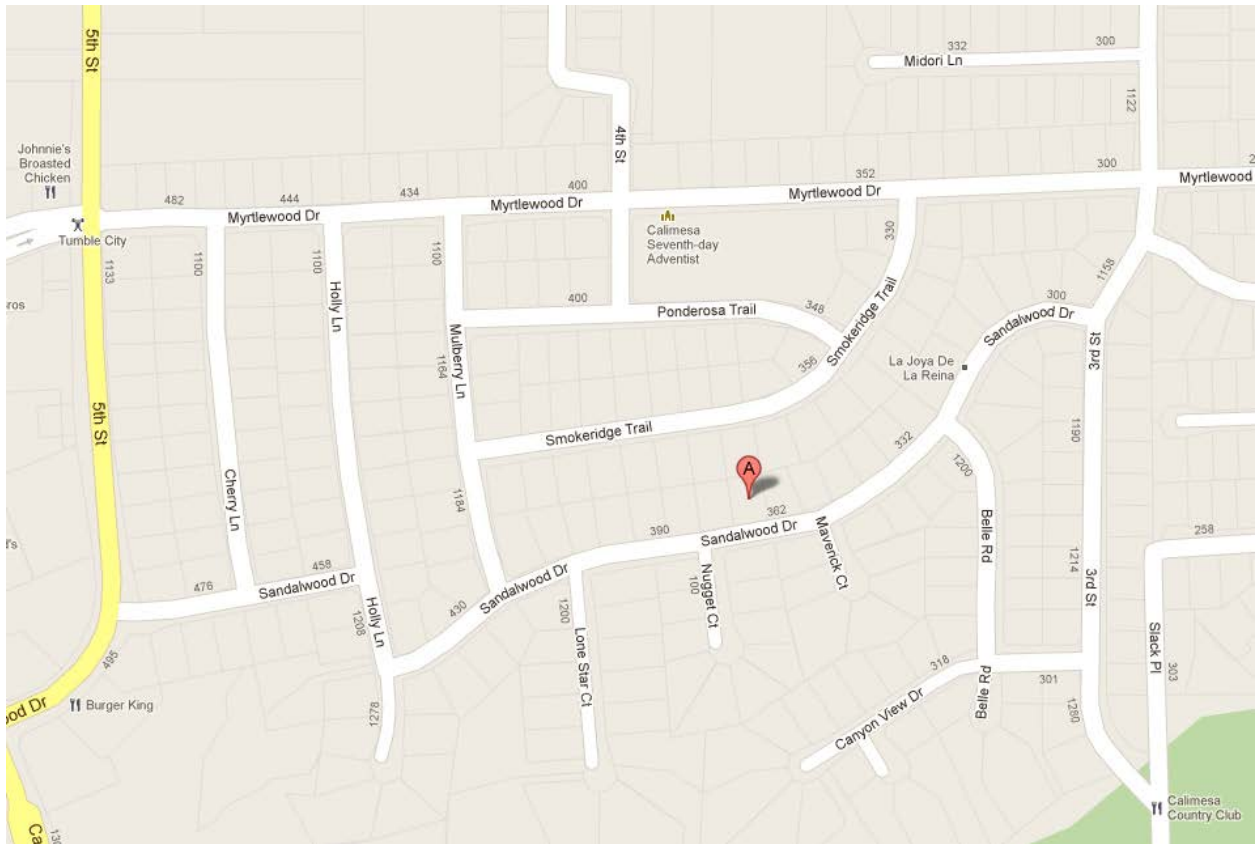 5th St
332
300
Midori Ln
1122
Johnnie's
Broasted
Chicken
4th St
482
444
434
400
352
300
Myrtlewood Dr
Myrtlewood Dr
Myrtlewood Dr
Myrtlewood
Tumble City
Calimesa
Seventh-day
Adventist
330
1133
1100
1100
1100
1158
Holly Ln
400
Ponderosa Trail
348
Smokeridge Trail
300
Sandalwood Dr
Mulberry Ln
1164
356
La Joya De
La Reina
3rd St
5th St
Smokeridge Trail
332
1190
1200
Cherry Ln
1184
A
362
390
Sandalwood Dr
Maverick Ct
Belle Rd
258
476
458
Sandalwood Dr
Sandalwood Dr
430
Nugget Ct
100
1214
3rd St
Holly Ln
1208
1200
Lone Star Ct
Slack Pl
303
495
318
301
Belle Rd
Burger King
ood Dr
1278
Canyon View Dr
1280
Calimesa
Country Club
Ca